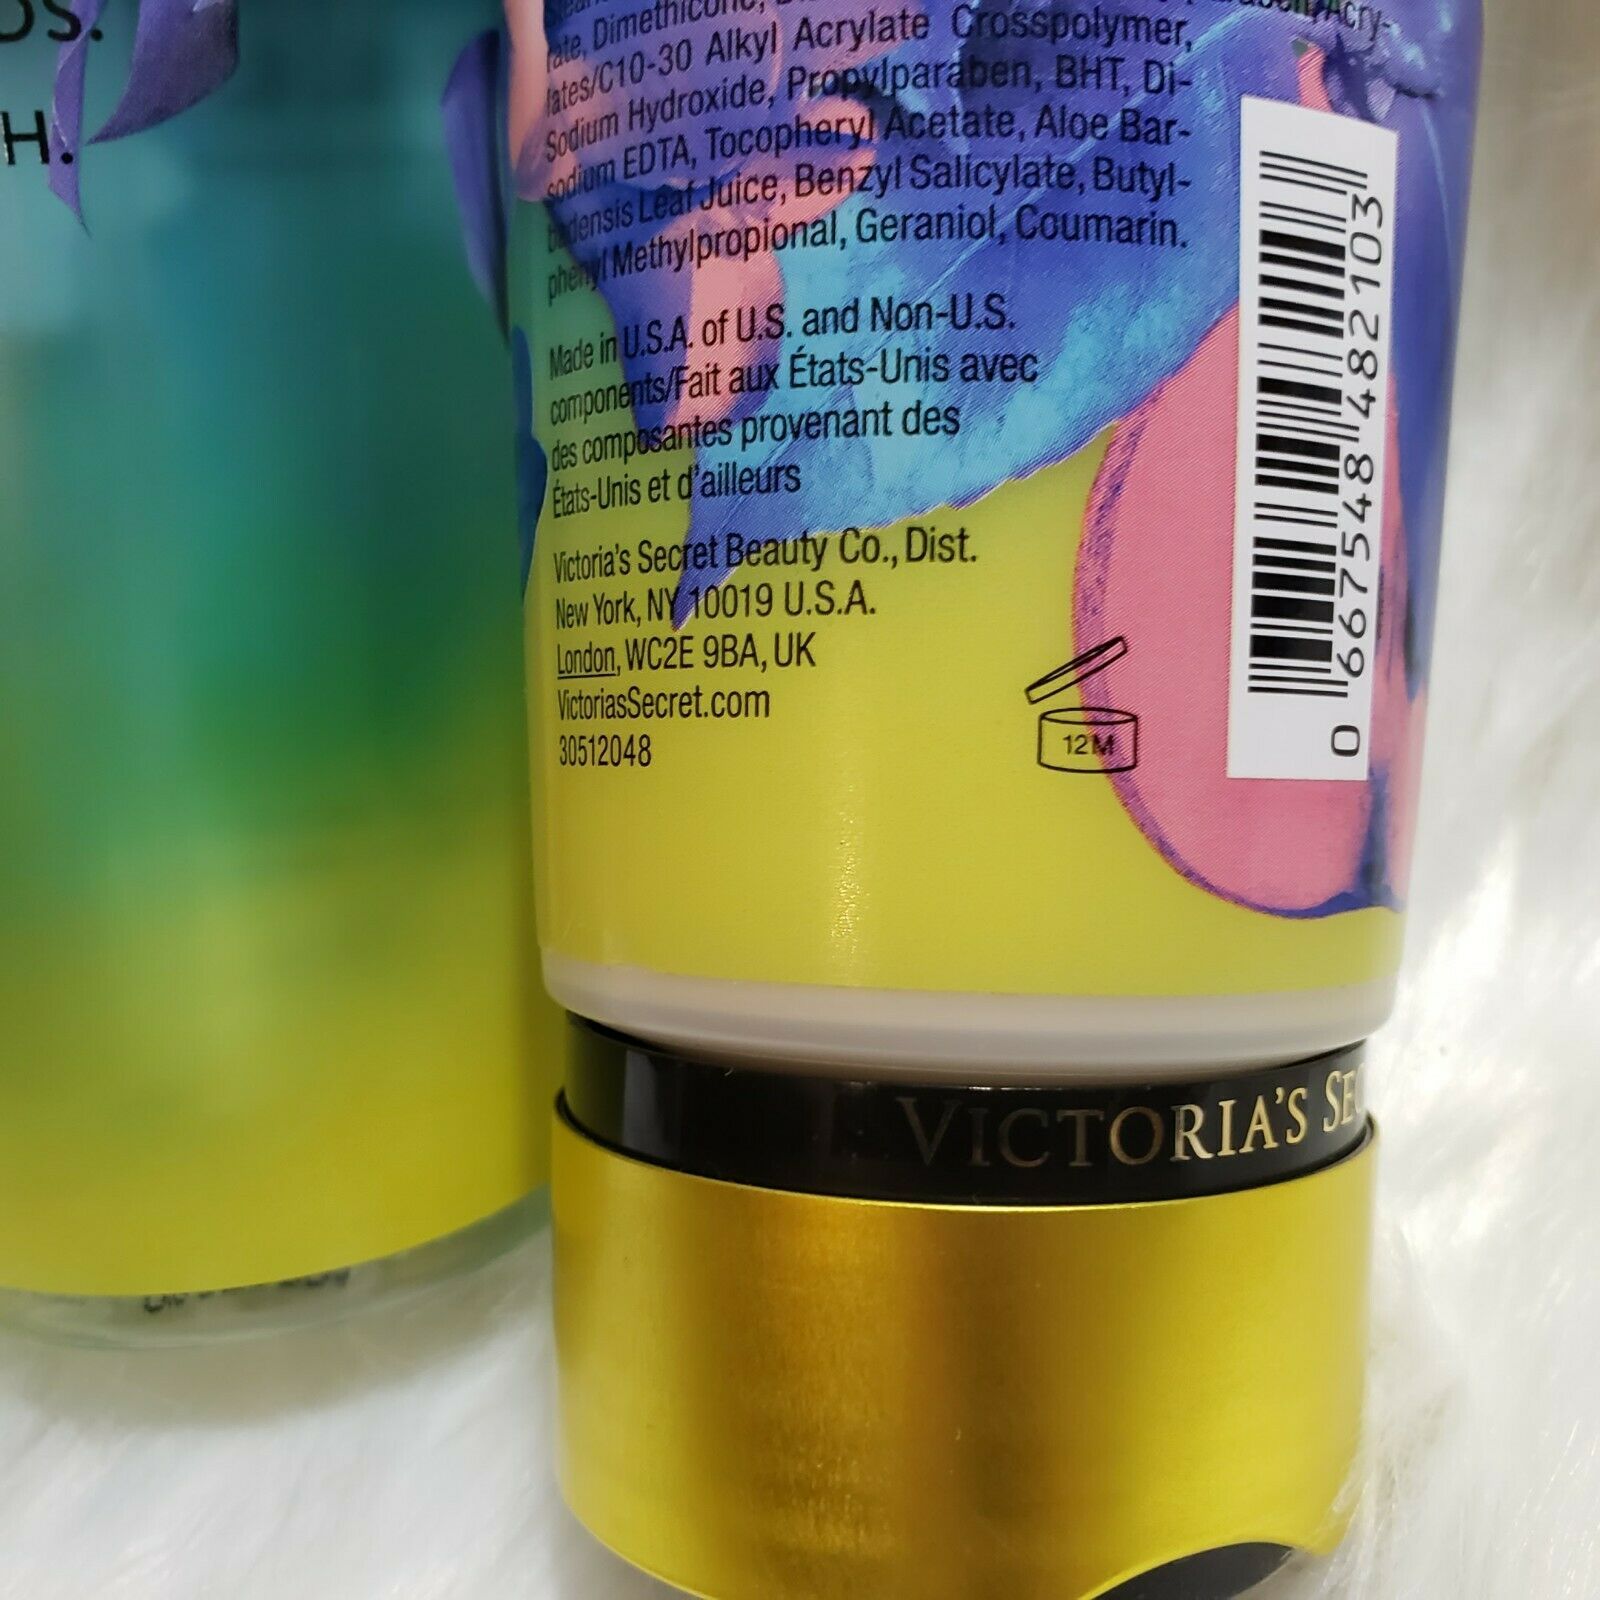 DS.
H.
rate, Dimethicone,
lates/C10-30 Alkyl Acrylate Crosspolymer,
Sodium Hydroxide, Propylparaben, BHT, Di-
sodium EDTA, Tocopheryl Acetate, Aloe Bar-
badensis Leaf Juice, Benzyl Salicylate, Butyl-
phenyl Methylpropional, Geraniol, Coumarin.
Made in U.S.A. of U.S. and Non-U.S.
components/Fait aux États-Unis avec
des composantes provenant des
États-Unis et d'ailleurs
Victoria's Secret Beauty Co., Dist.
New York, NY 10019 U.S.A.
London, WC2E 9BA, UK
VictoriasSecret.com
30512048
12M
0 667548 482103
VICTORIA'S SEC